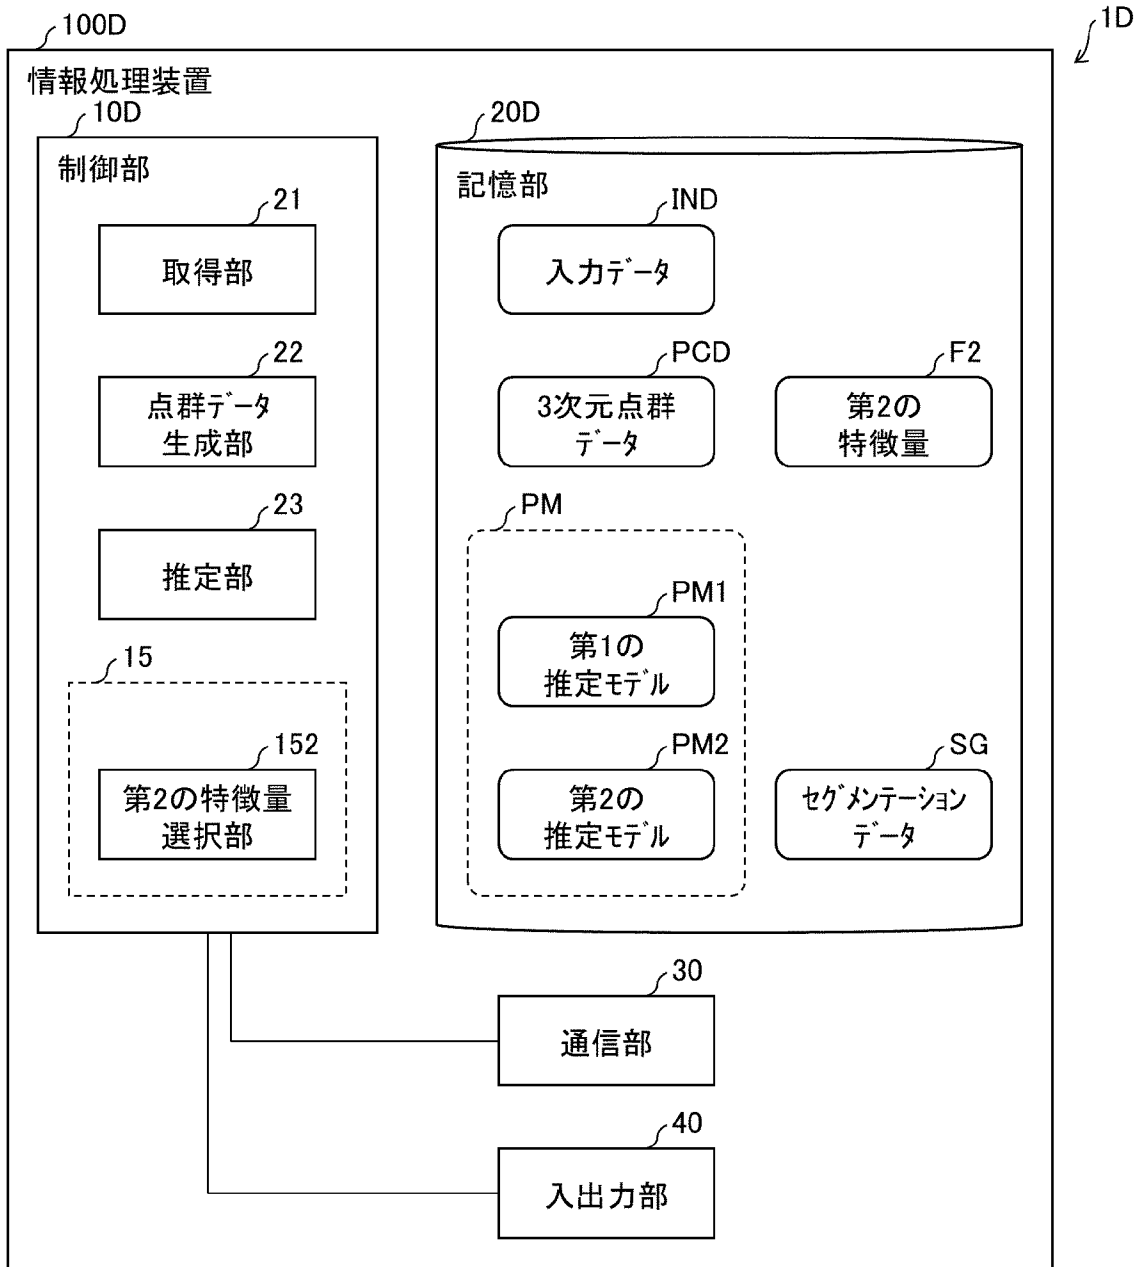 100D
1D
情報処理装置
10D
20D
制御部
記憶部
21
取得部
IND
入力ﾃﾞｰﾀ
22
点群ﾃﾞｰﾀ
生成部
PCD
3次元点群
ﾃﾞｰﾀ
F2
第2の
特徴量
23
推定部
PM
PM1
第1の
推定ﾓﾃﾞﾙ
15
152
第2の特徴量
選択部
PM2
第2の
推定ﾓﾃﾞﾙ
SG
ｾｸﾞﾒﾝﾃｰｼｮﾝ
ﾃﾞｰﾀ
30
通信部
40
入出力部